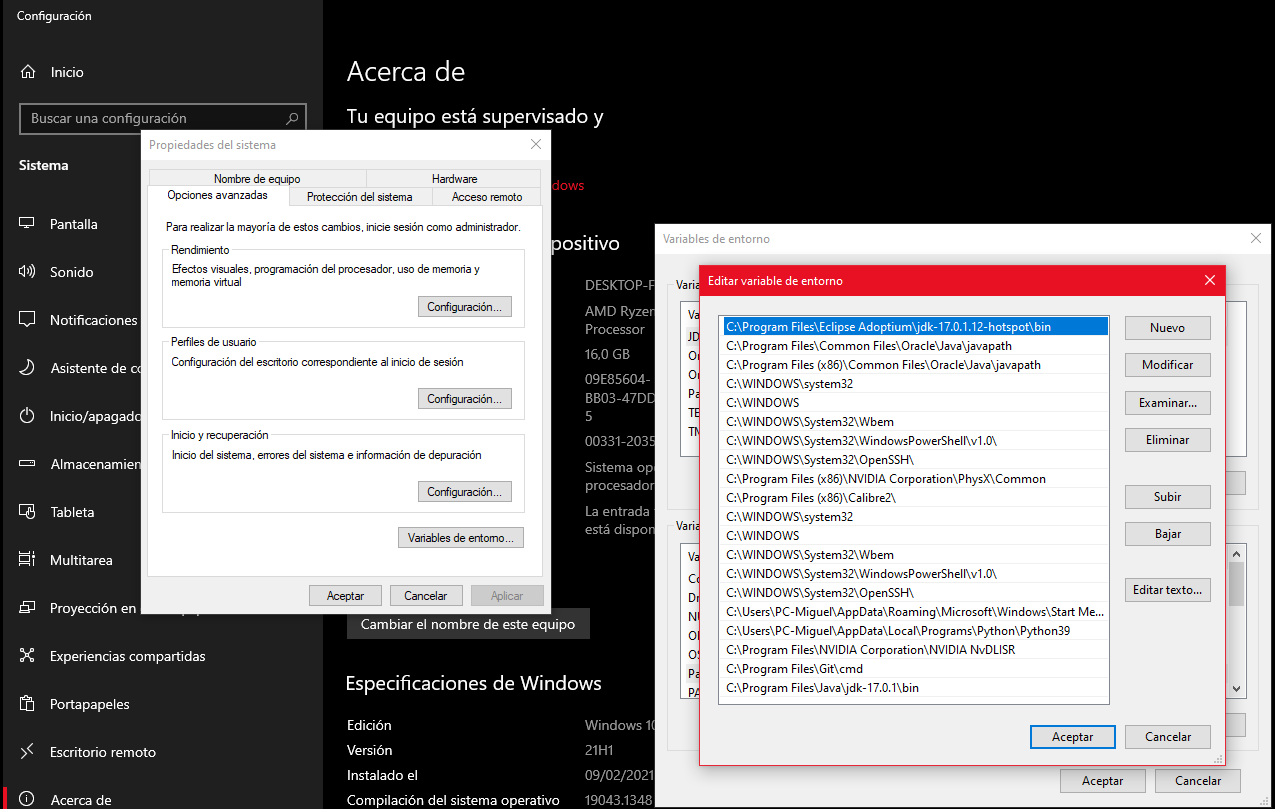 Configuración
Inicio
Buscar una configuración
Sistema
Pantalla
Sonido
Notificaciones
Asistente de co
Inicio/apagado
Almacenamien
Tableta
Multitarea
Proyección en
Experiencias compartidas
Portapapeles
Escritorio remoto
Acerca de
Acerca de
Tu equipo está supervisado y
dows
positivo
DESKTOP-F
AMD Ryzen
Processor
16,0 GB
09E85604-
BB03-47DD
5
00331-2035
Sistema ope
procesador
La entrada
está dispon
Cambiar el nombre de este equipo
Especificaciones de Windows
Edición Windows 10
Versión 21H1
Instalado el 09/02/2021
Compilación del sistema operativo 19043.1348
Propiedades del sistema
Nombre de equipo Hardware
Opciones avanzadas Protección del sistema Acceso remoto
Para realizar la mayoría de estos cambios, inicie sesión como administrador.
Rendimiento
Efectos visuales, programación del procesador, uso de memoria y
memoria virtual
Configuración...
Perfiles de usuario
Configuración del escritorio correspondiente al inicio de sesión
Configuración...
Inicio y recuperación
Inicio del sistema, errores del sistema e información de depuración
Configuración...
Variables de entorno...
Aceptar Cancelar Aplicar
Variables de entorno
Varia
Va
JD
On
On
Pa
TE
TM
Varia
Va
Co
Dr
NU
OI
OS
Pa
PA
Aceptar Cancelar
Editar variable de entorno
C:\Program Files\Eclipse Adoptium\jdk-17.0.1.12-hotspot\bin
C:\Program Files\Common Files\Oracle\Java\javapath
C:\Program Files (x86)\Common Files\Oracle\Java\javapath
C:\WINDOWS\system32
C:\WINDOWS
C:\WINDOWS\System32\Wbem
C:\WINDOWS\System32\WindowsPowerShell\v1.0\
C:\WINDOWS\System32\OpenSSH\
C:\Program Files (x86)\NVIDIA Corporation\PhysX\Common
C:\Program Files (x86)\Calibre2\
C:\WINDOWS\system32
C:\WINDOWS
C:\WINDOWS\System32\Wbem
C:\WINDOWS\System32\WindowsPowerShell\v1.0\
C:\WINDOWS\System32\OpenSSH\
C:\Users\PC-Miguel\AppData\Roaming\Microsoft\Windows\Start Me...
C:\Users\PC-Miguel\AppData\Local\Programs\Python\Python39
C:\Program Files\NVIDIA Corporation\NVIDIA NvDLISR
C:\Program Files\Git\cmd
C:\Program Files\Java\jdk-17.0.1\bin
Nuevo
Modificar
Examinar...
Eliminar
Subir
Bajar
Editar texto...
Aceptar Cancelar